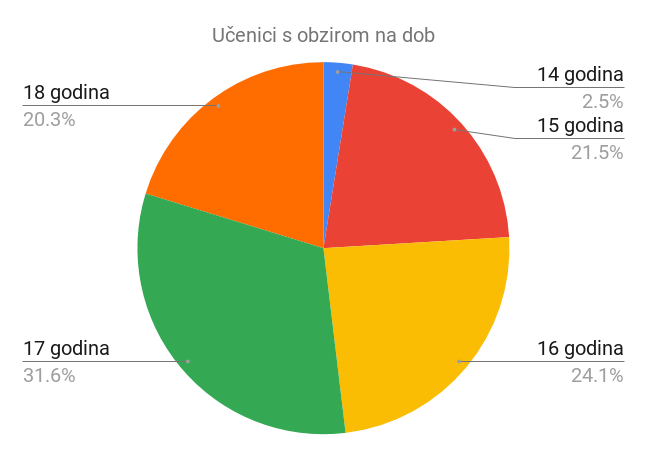 Učenici s obzirom na dob
14 godina
2.5%
15 godina
21.5%
16 godina
24.1%
17 godina
31.6%
18 godina
20.3%